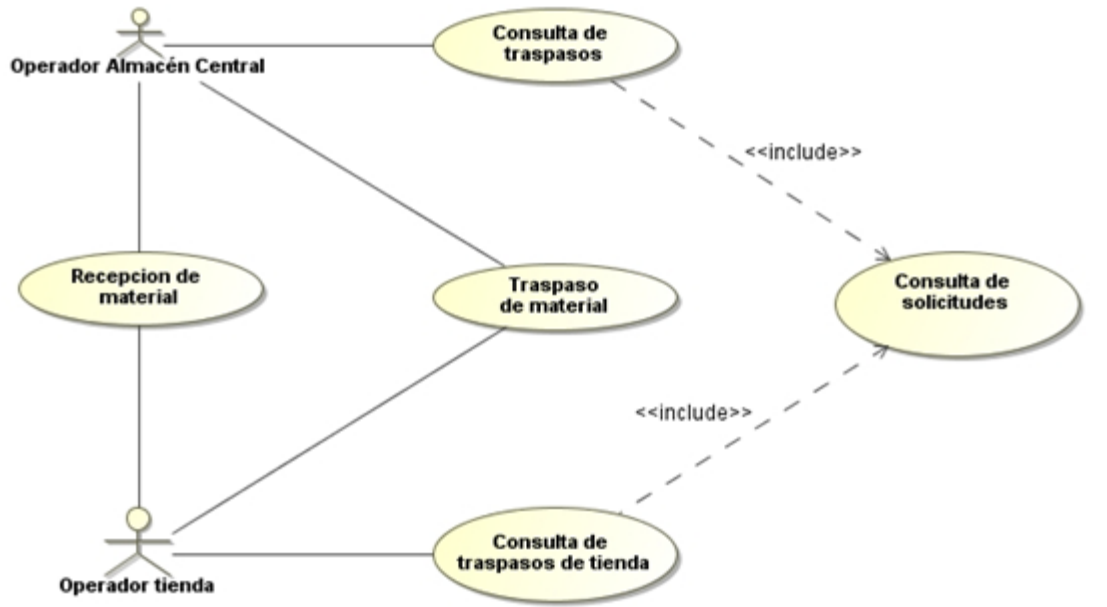 Operador Almacén Central
Consulta de
traspasos
<<include>>
Recepcion de
material
Traspaso
de material
Consulta de
solicitudes
<<include>>
Operador tienda
Consulta de
traspasos de tienda